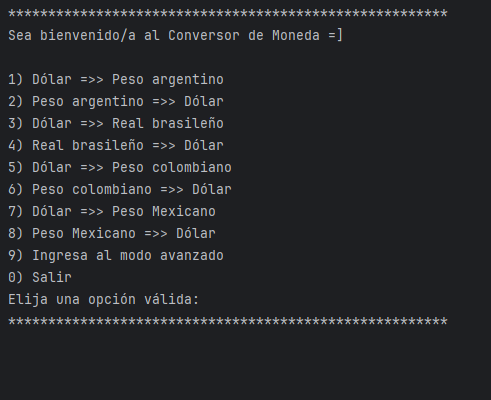 *******************************************************
Sea bienvenido/a al Conversor de Moneda =]
1) Dólar =>> Peso argentino
2) Peso argentino =>> Dólar
3) Dólar =>> Real brasileño
4) Real brasileño =>> Dólar
5) Dólar =>> Peso colombiano
6) Peso colombiano =>> Dólar
7) Dólar =>> Peso Mexicano
8) Peso Mexicano =>> Dólar
9) Ingresa al modo avanzado
0) Salir
Elija una opción válida:
*******************************************************